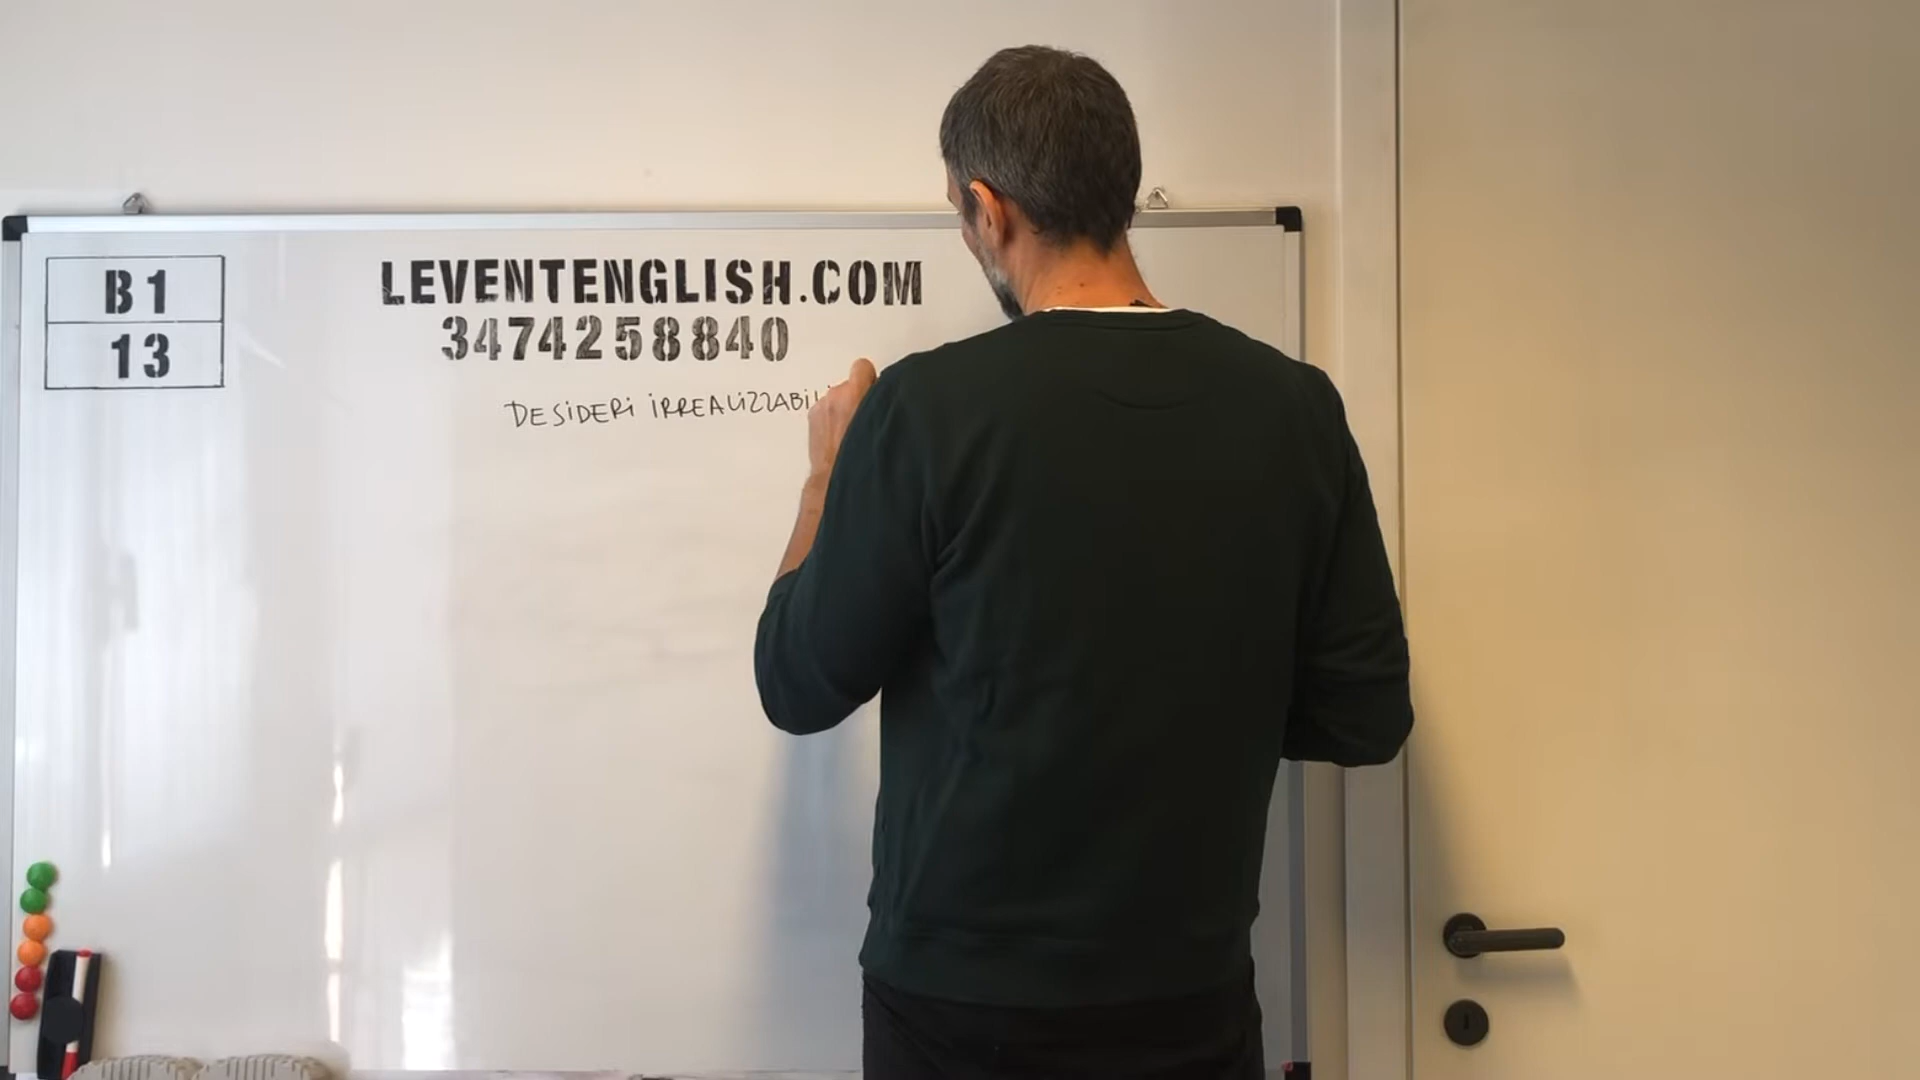 B1
13
LEVENTENGLISH.COM
3474258840
DESIDERI IRREALIZZABILI